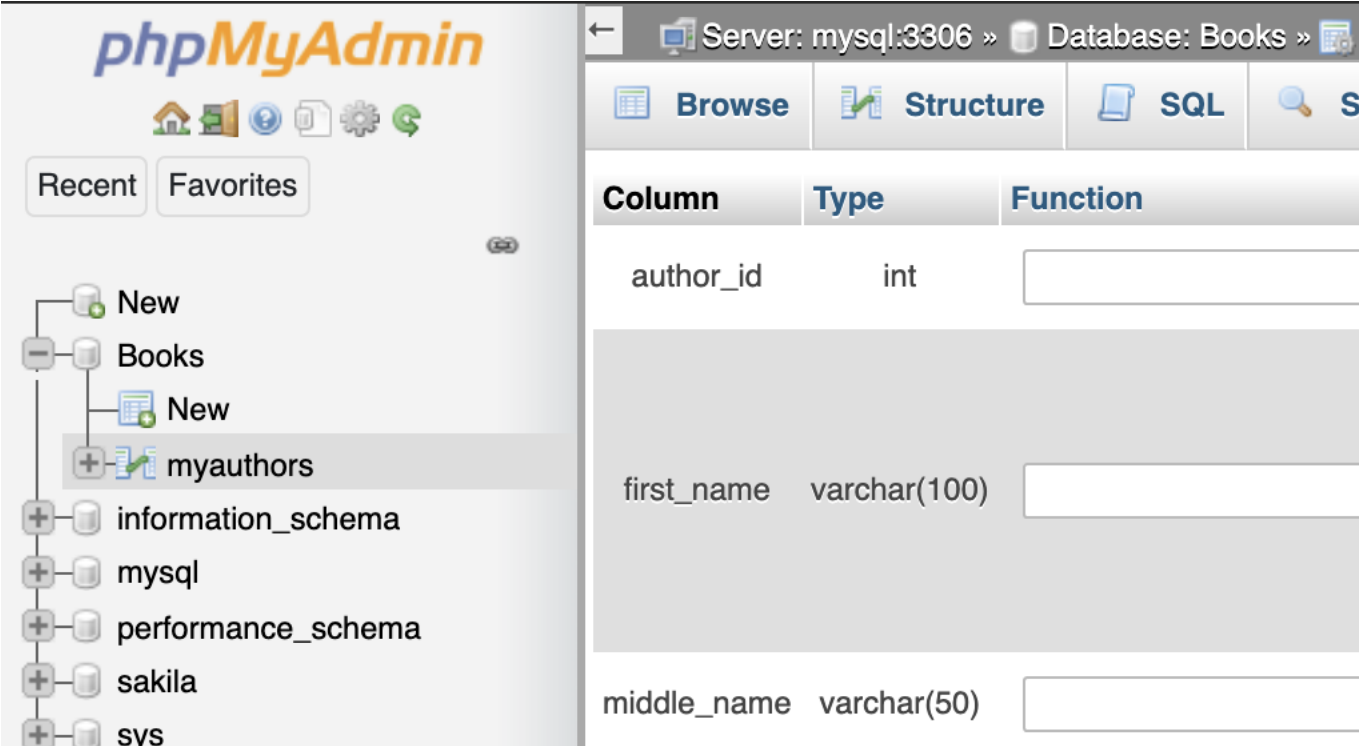 phpMyAdmin
Recent Favorites
New
Books
New
myauthors
information_schema
mysql
performance_schema
sakila
sys
Server: mysql:3306 » Database: Books »
Browse Structure SQL S
Column Type Function
author_id int
first_name varchar(100)
middle_name varchar(50)